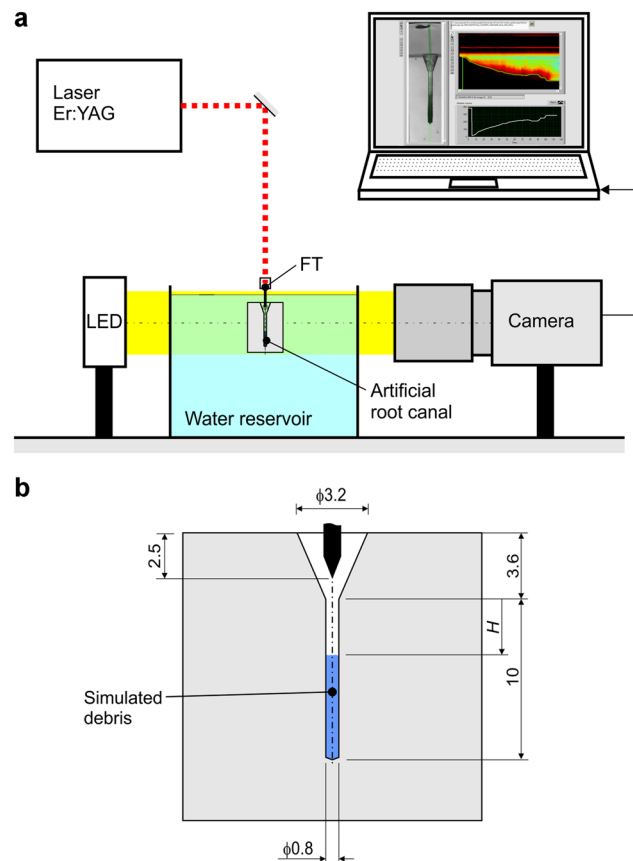 a
Laser
Er:YAG
FT
LED
Camera
Artificial
root canal
Water reservoir
b
ϕ3.2
2.5
3.6
H
10
Simulated
debris
ϕ0.8